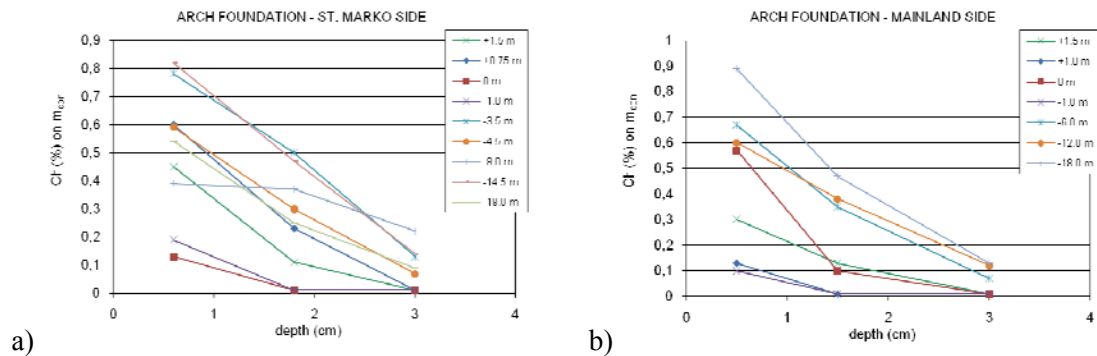 ARCH FOUNDATION - ST. MARKO SIDE
Cl- (%) on mcon
0,9
0,8
0,7
0,6
0,5
0,4
0,3
0,2
0,1
0
0
1
2
3
4
depth (cm)
+1.5 m
+0.75 m
0 m
-1.0 m
-3.5 m
-4.5 m
-8.0 m
-14.5 m
-19.0 m
a)
ARCH FOUNDATION - MAINLAND SIDE
Cl- (%) on mcon
1
0,9
0,8
0,7
0,6
0,5
0,4
0,3
0,2
0,1
0
0
1
2
3
4
depth (cm)
+1.5 m
+1.0 m
0 m
-1.0 m
-6.0 m
-12.0 m
-18.0 m
b)